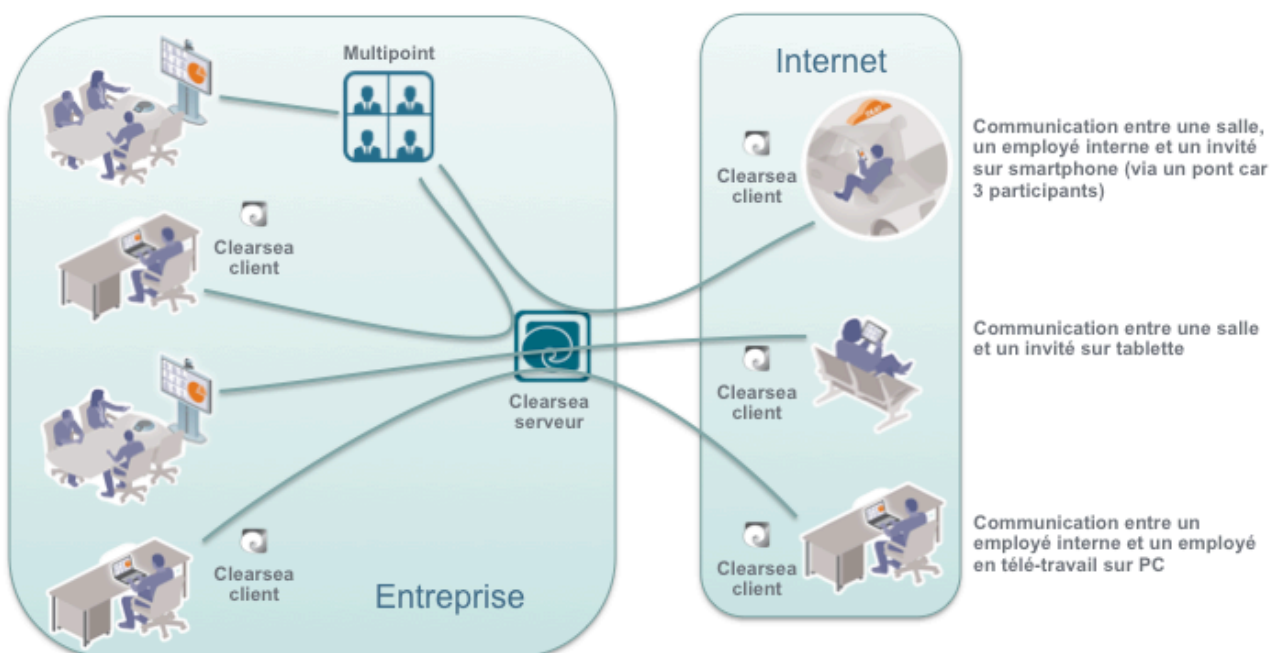 Multipoint
Internet
Clearsea
client
Clearsea
client
Communication entre une salle,
un employé interne et un invité
sur smartphone (via un pont car
3 participants)
Clearsea
serveur
Clearsea
client
Communication entre une salle
et un invité sur tablette
Clearsea
client
Entreprise
Clearsea
client
Communication entre un
employé interne et un employé
en télé-travail sur PC